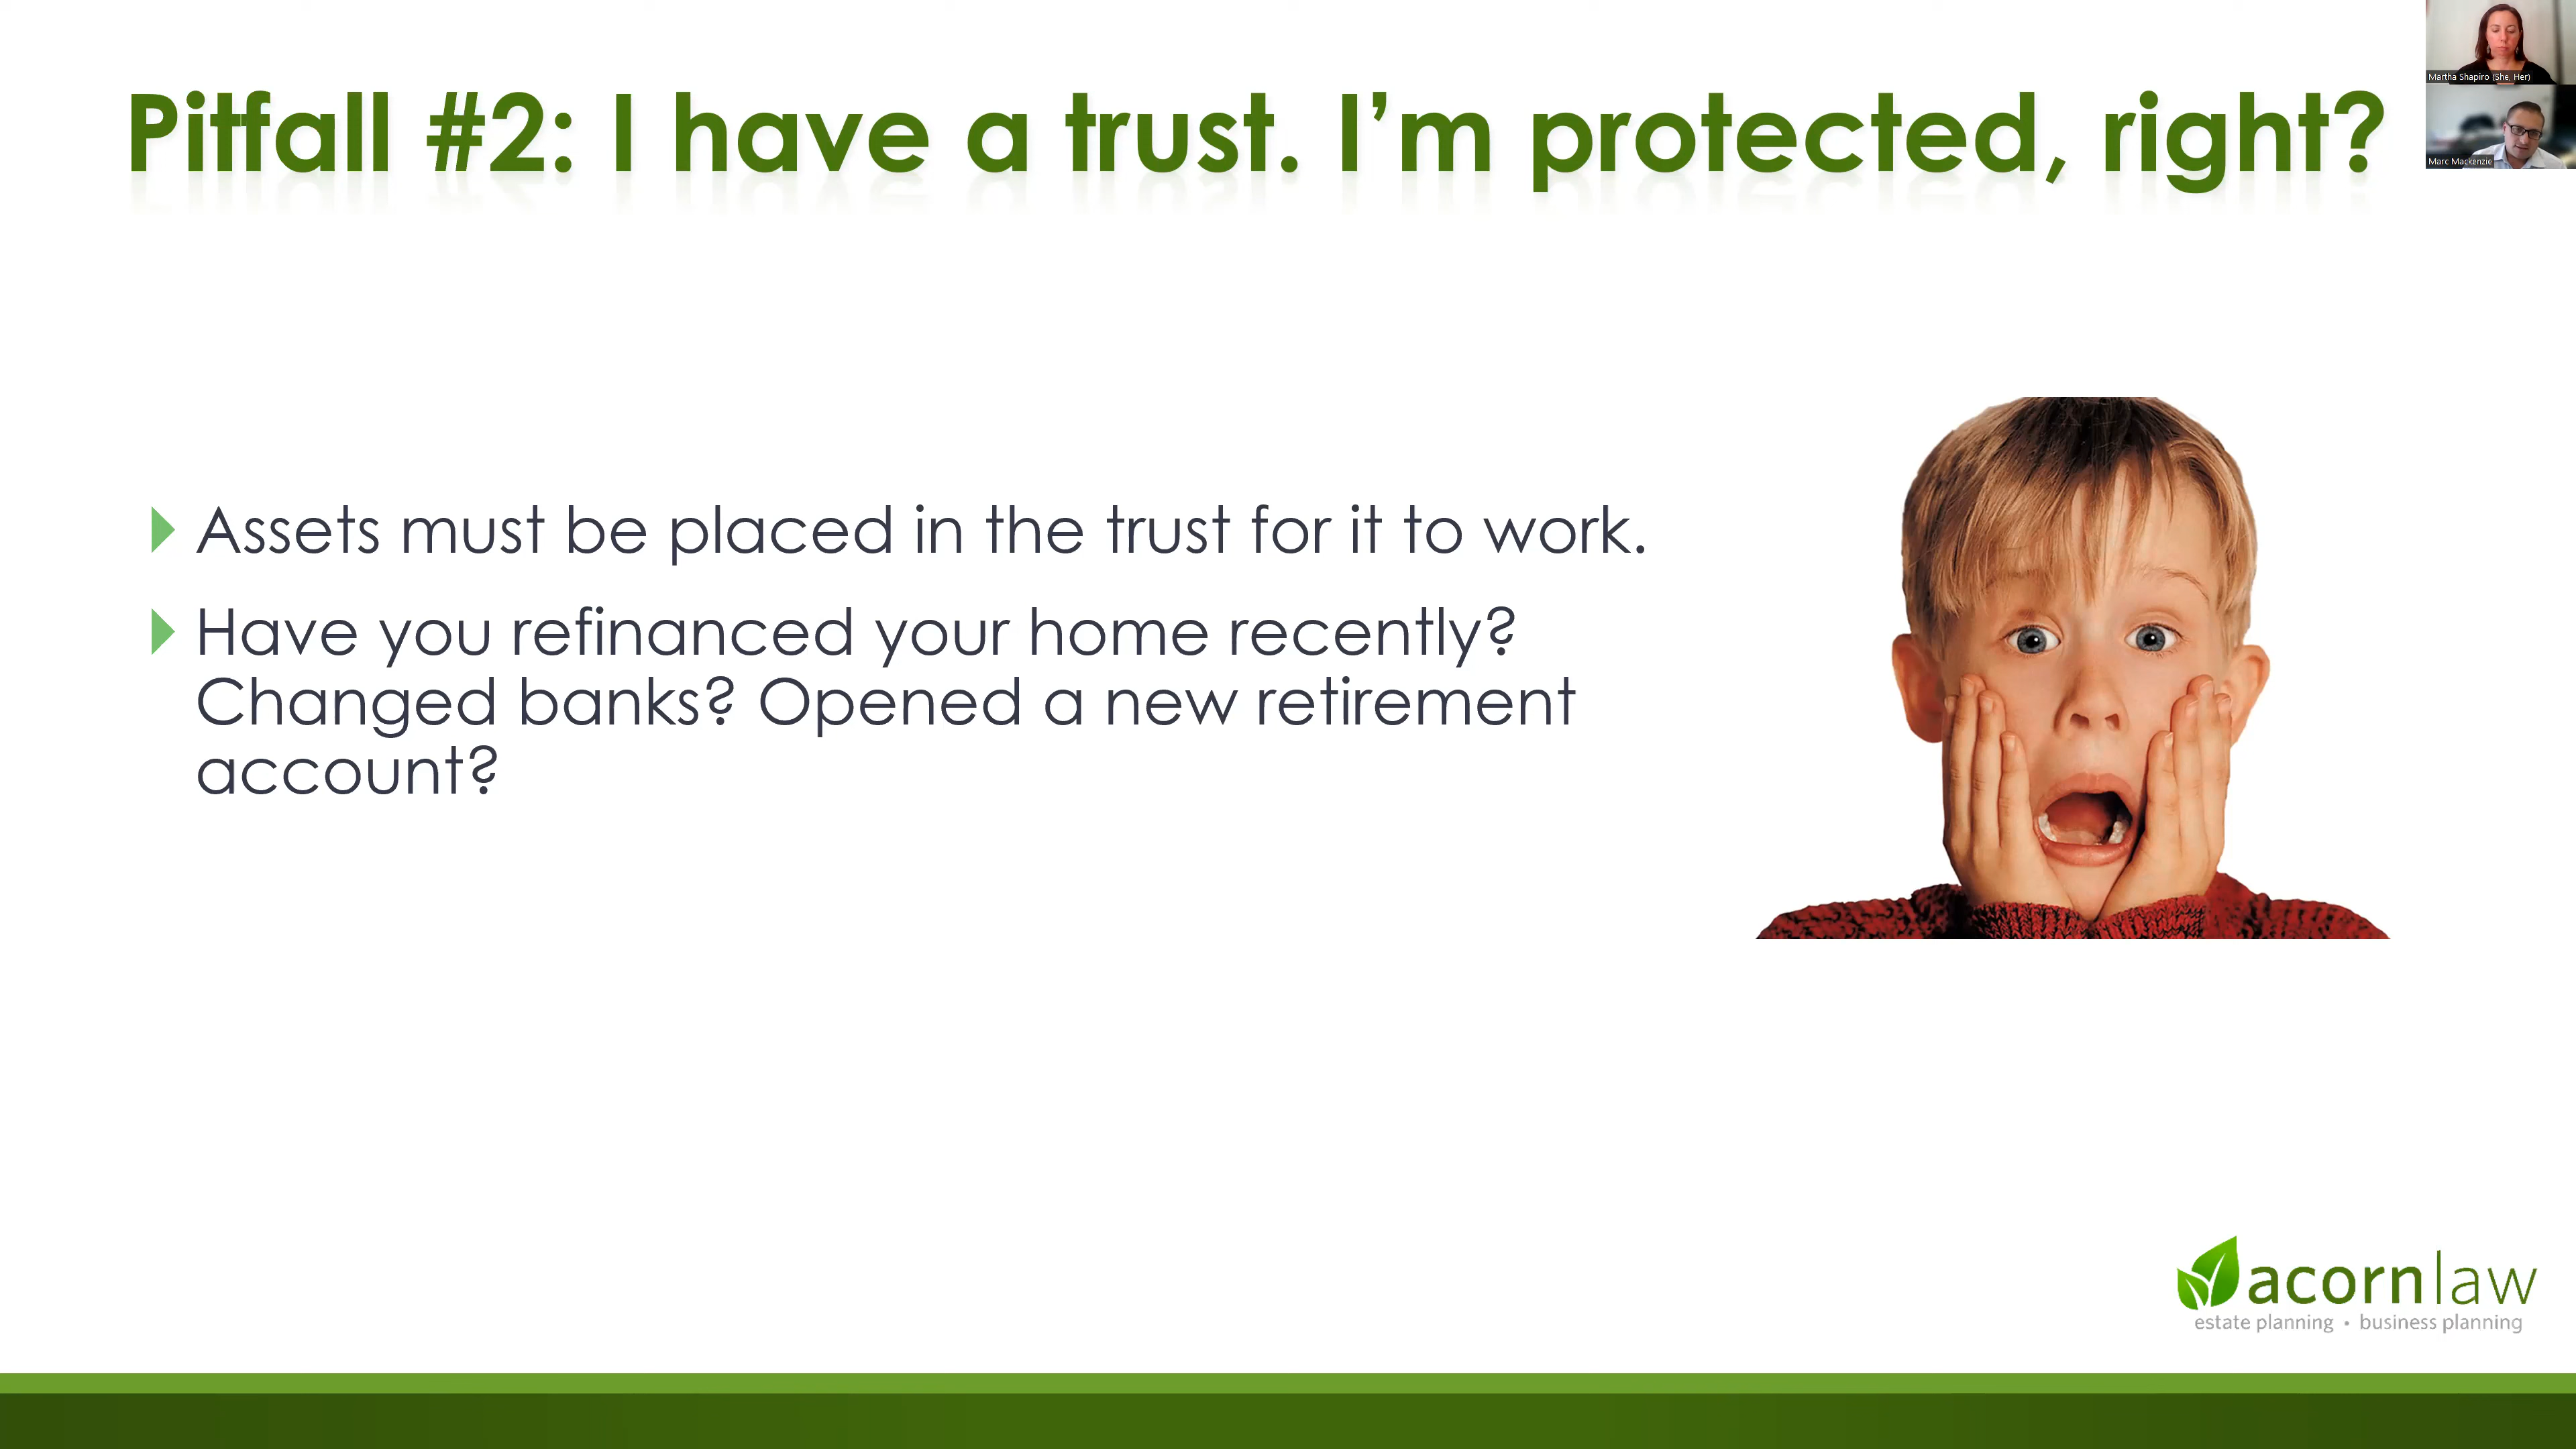 Pitfall #2: I have a trust. I’m protected, right?
Martha Shapiro (She, Her)
Marc Mackenzie
Assets must be placed in the trust for it to work.
Have you refinanced your home recently?
Changed banks? Opened a new retirement
account?
acornlaw
estate planning • business planning